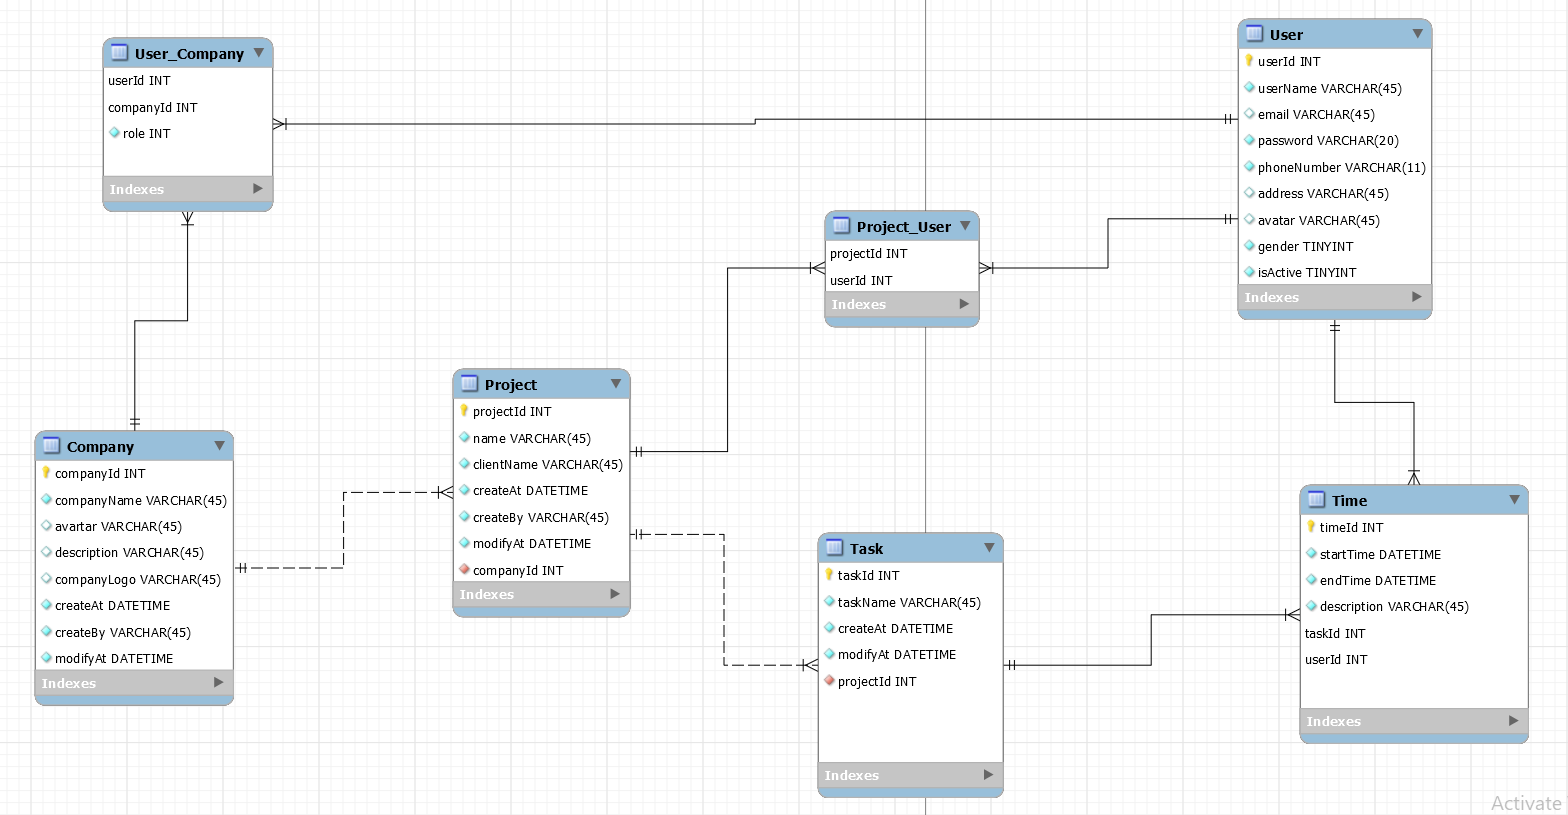 User_Company
userId INT
companyId INT
role INT
Indexes
User
userId INT
userName VARCHAR(45)
email VARCHAR(45)
password VARCHAR(20)
phoneNumber VARCHAR(11)
address VARCHAR(45)
avatar VARCHAR(45)
gender TINYINT
isActive TINYINT
Indexes
Project_User
projectId INT
userId INT
Indexes
Project
projectId INT
name VARCHAR(45)
clientName VARCHAR(45)
createAt DATETIME
createBy VARCHAR(45)
modifyAt DATETIME
companyId INT
Indexes
Company
companyId INT
companyName VARCHAR(45)
avartar VARCHAR(45)
description VARCHAR(45)
companyLogo VARCHAR(45)
createAt DATETIME
createBy VARCHAR(45)
modifyAt DATETIME
Indexes
Task
taskId INT
taskName VARCHAR(45)
createAt DATETIME
modifyAt DATETIME
projectId INT
Indexes
Time
timeId INT
startTime DATETIME
endTime DATETIME
description VARCHAR(45)
taskId INT
userId INT
Indexes
Activate